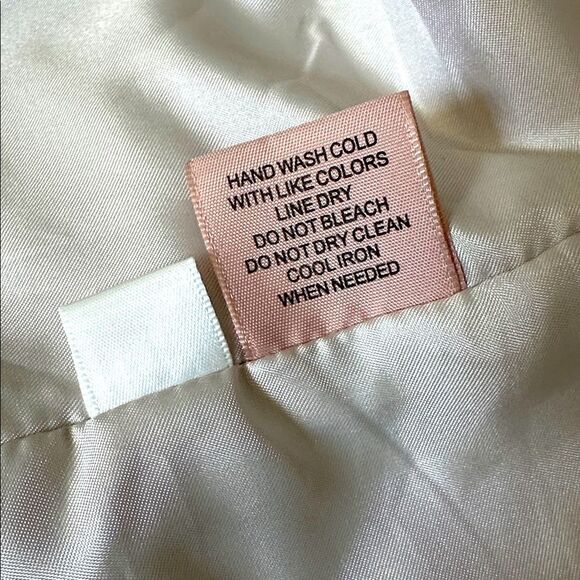 HAND WASH COLD
WITH LIKE COLORS
LINE DRY
DO NOT BLEACH
DO NOT DRY CLEAN
COOL IRON
WHEN NEEDED